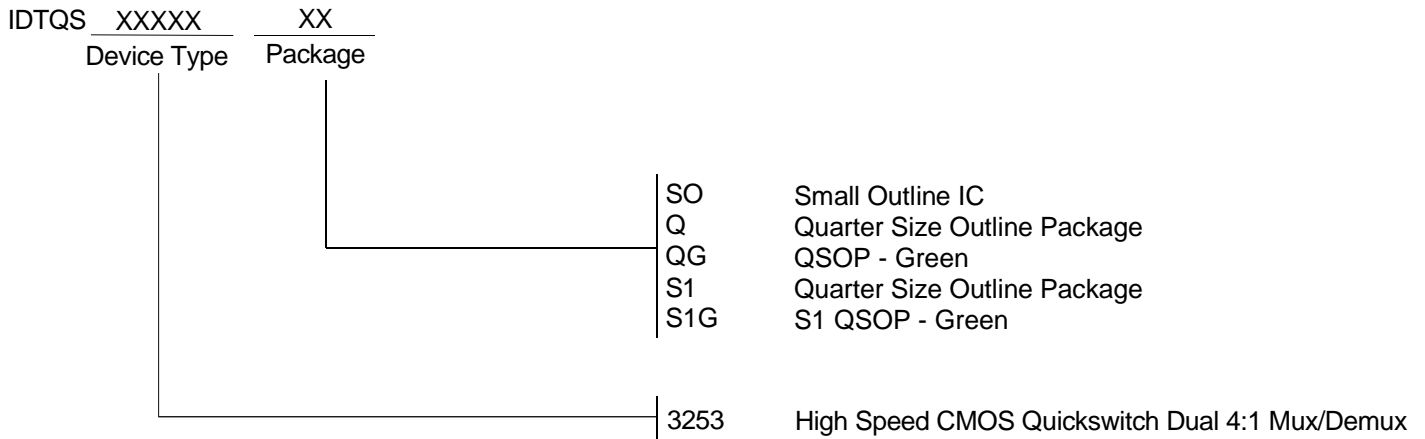 IDTQS XXXXX XX
Device Type Package
SO Small Outline IC
Q Quarter Size Outline Package
QG QSOP - Green
S1 Quarter Size Outline Package
S1G S1 QSOP - Green
3253 High Speed CMOS Quickswitch Dual 4:1 Mux/Demux